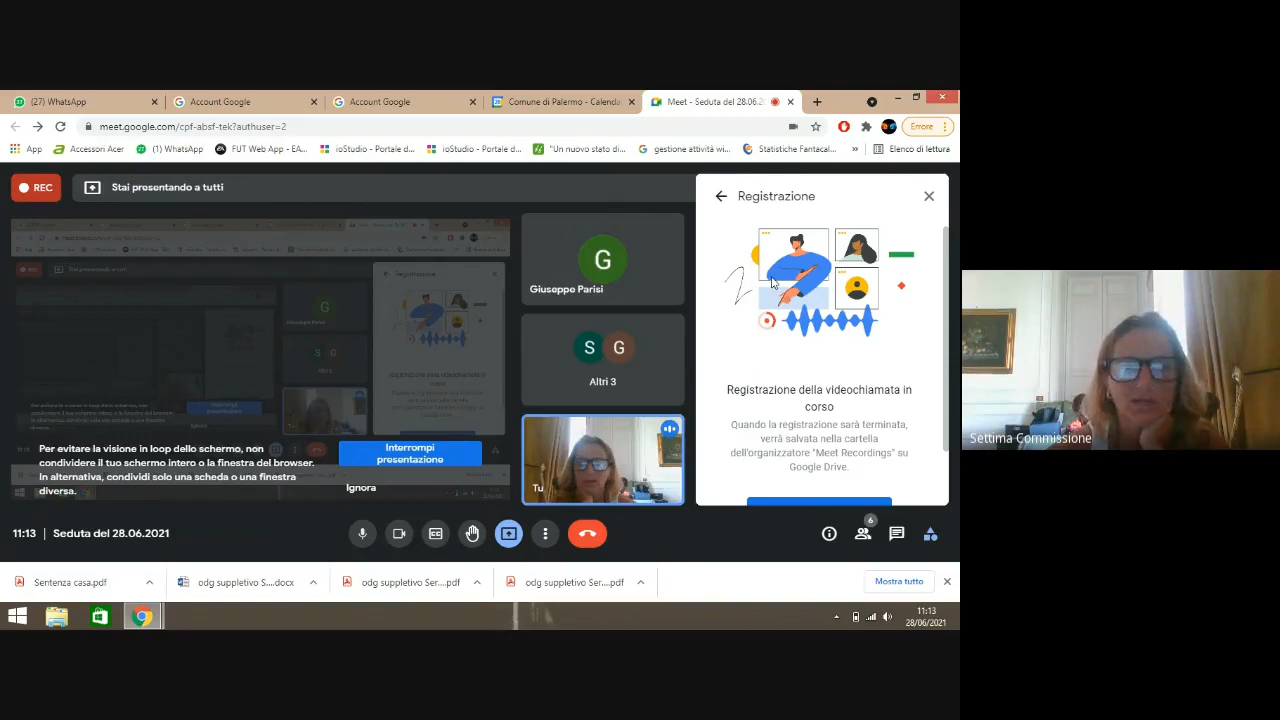 (27) WhatsApp
Account Google
Account Google
Comune di Palermo - Calenda
Meet - Seduta del 28.06.2
meet.google.com/cpf-absf-tek?authuser=2
Errore
App
Accessori Acer
(1) WhatsApp
FUT Web App - EA...
ioStudio - Portale d...
ioStudio - Portale d...
"Un nuovo stato di...
gestione attività wi...
Statistiche Fantacal...
»
Elenco di lettura
REC
Stai presentando a tutti
Registrazione
G
Giuseppe Parisi
S G
Altri 3
Tu
Registrazione della videochiamata in
corso
Quando la registrazione sarà terminata,
verrà salvata nella cartella
dell'organizzatore "Meet Recordings" su
Google Drive.
Per evitare la visione in loop dello schermo, non
condividere il tuo schermo intero o la finestra del browser.
In alternativa, condividi solo una scheda o una finestra
diversa.
Interrompi
presentazione
Ignora
Settima Commissione
11:13 | Seduta del 28.06.2021
6
Sentenza casa.pdf
odg suppletivo S....docx
odg suppletivo Ser....pdf
odg suppletivo Ser....pdf
Mostra tutto
11:13
28/06/2021